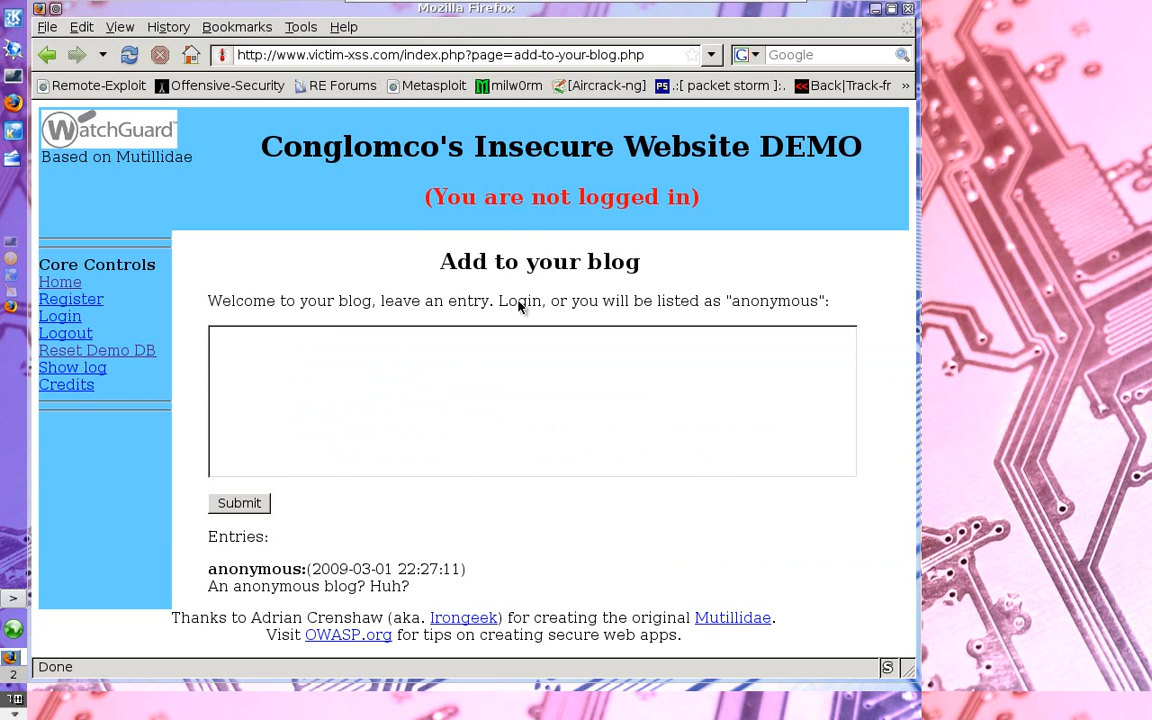 Mozilla Firefox
File Edit View History Bookmarks Tools Help
http://www.victim-xss.com/index.php?page=add-to-your-blog.php G Google
Remote-Exploit Offensive-Security RE Forums Metasploit milw0rm [Aircrack-ng] PS .:[ packet storm ]:. Back|Track-fr »
WatchGuard
Based on Mutillidae
Conglomco's Insecure Website DEMO
(You are not logged in)
Core Controls
Home
Register
Login
Logout
Reset Demo DB
Show log
Credits
Add to your blog
Welcome to your blog, leave an entry. Login, or you will be listed as "anonymous":
Submit
Entries:
anonymous:(2009-03-01 22:27:11)
An anonymous blog? Huh?
Thanks to Adrian Crenshaw (aka. Irongeek) for creating the original Mutillidae.
Visit OWASP.org for tips on creating secure web apps.
Done S
>
2